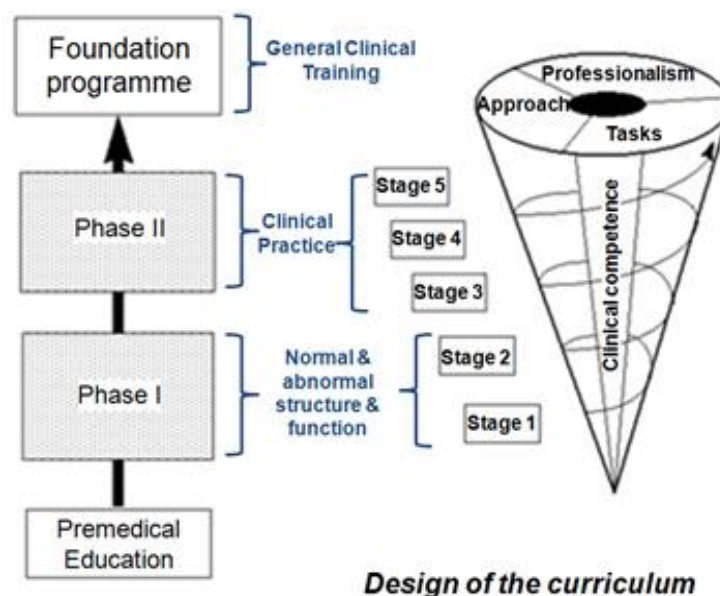 Foundation
programme
General Clinical
Training
Professionalism
Approach
Tasks
Phase II
Clinical
Practice
Stage 5
Stage 4
Stage 3
Clinical competence
Phase I
Normal &
abnormal
structure &
function
Stage 2
Stage 1
Premedical
Education
Design of the curriculum